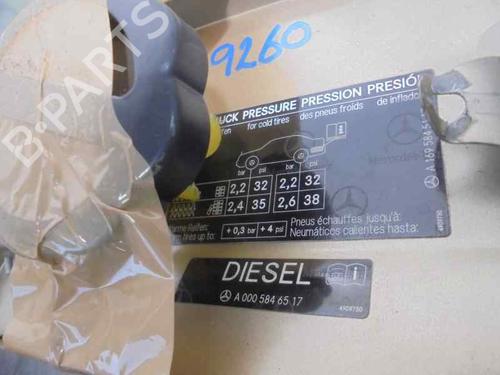 9260
B-PARTS
PRESSURE PRESSION PRESIÓN
for cold tires des pneus froids de inflado
bar psi bar psi
2,2 32 2,2 32
2,4 35 2,6 38
+ 0,3 bar + 4 psi
Pneus échauffés jusqu'à:
Neumáticos calientes hasta:
A 169 584
DIESEL
A 000 584 65 17